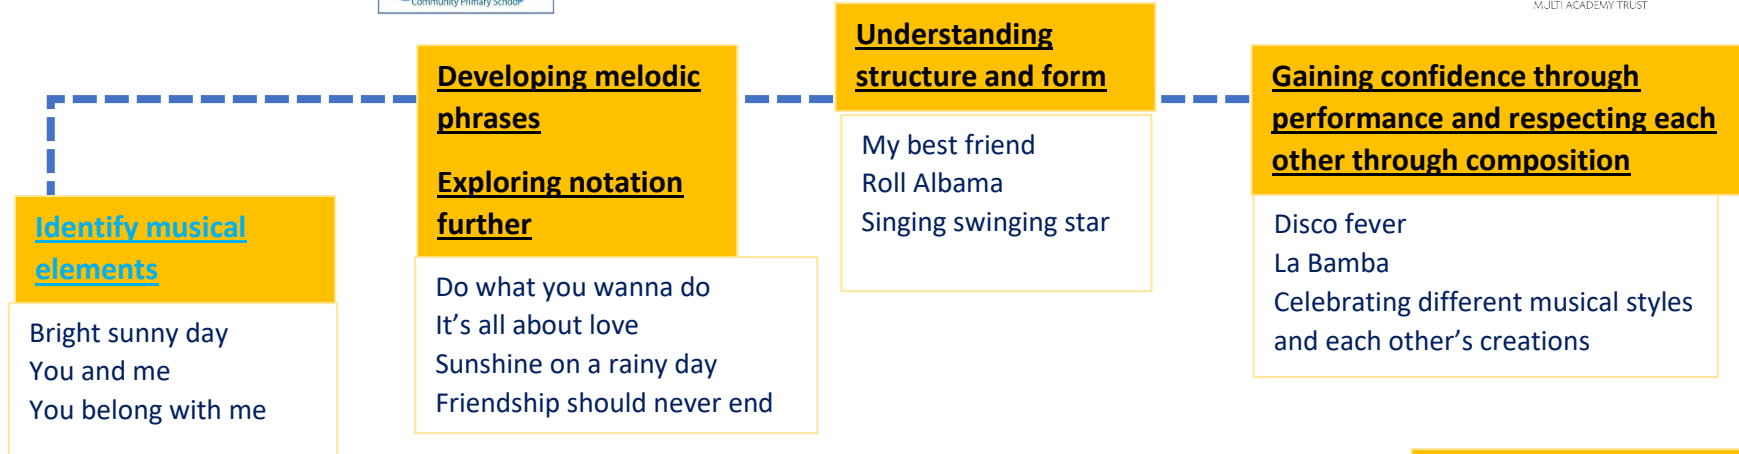 Community Primary School
MULTI ACADEMY TRUST
Identify musical
elements
Bright sunny day
You and me
You belong with me
Developing melodic
phrases
Exploring notation
further
Do what you wanna do
It's all about love
Sunshine on a rainy day
Friendship should never end
Understanding
structure and form
My best friend
Roll Albama
Singing swinging star
Gaining confidence through
performance and respecting each
other through composition
Disco fever
La Bamba
Celebrating different musical styles
and each other's creations